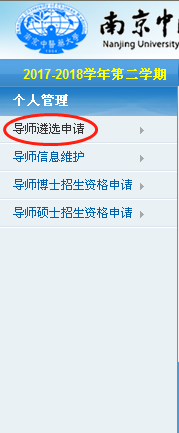 南京中
Nanjing University
2017-2018学年第二学期
个人管理
导师遴选申请
导师信息维护
导师博士招生资格申请
导师硕士招生资格申请